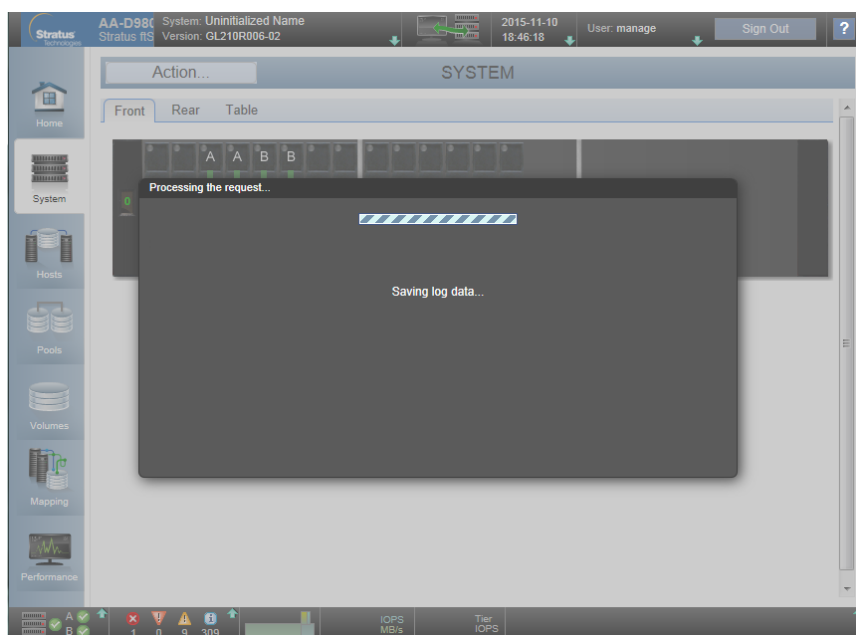 Stratus
Technologies
AA-D980
Stratus ftS
System: Uninitialized Name
Version: GL210R006-02
2015-11-10
18:46:18
User: manage
Sign Out
?
Action...
SYSTEM
Front
Rear
Table
Home
A A B B
0
Processing the request...
Saving log data...
System
Hosts
Pools
Volumes
Mapping
Performance
A
B
1
0
9
309
IOPS
MB/s
Tier
IOPS